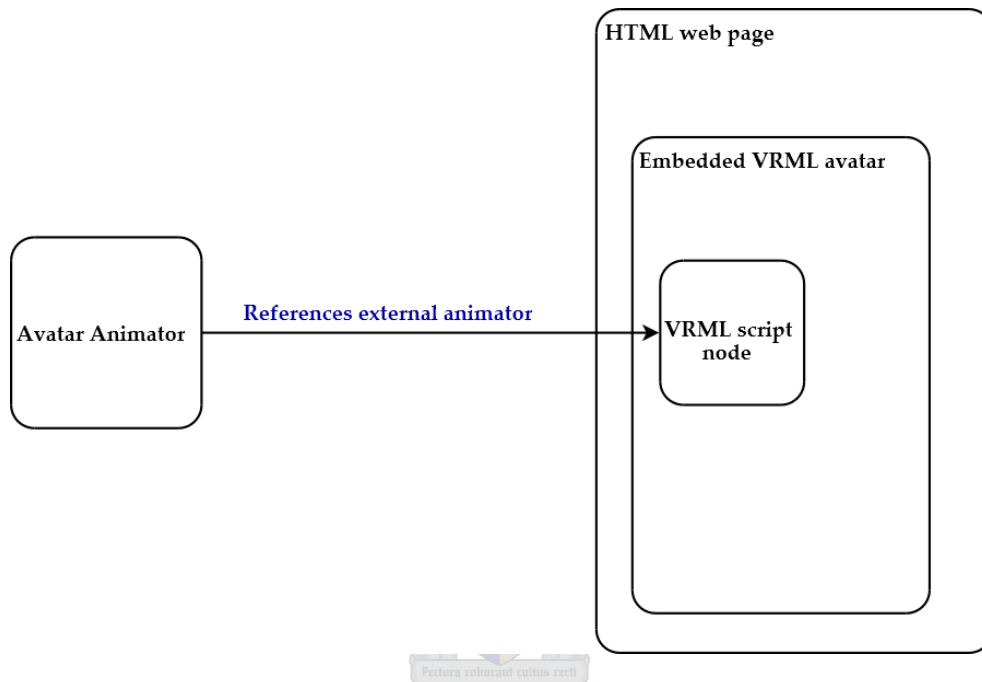 HTML web page
Embedded VRML avatar
Avatar Animator
References external animator
VRML script
node
Pectora roborant cultus recti